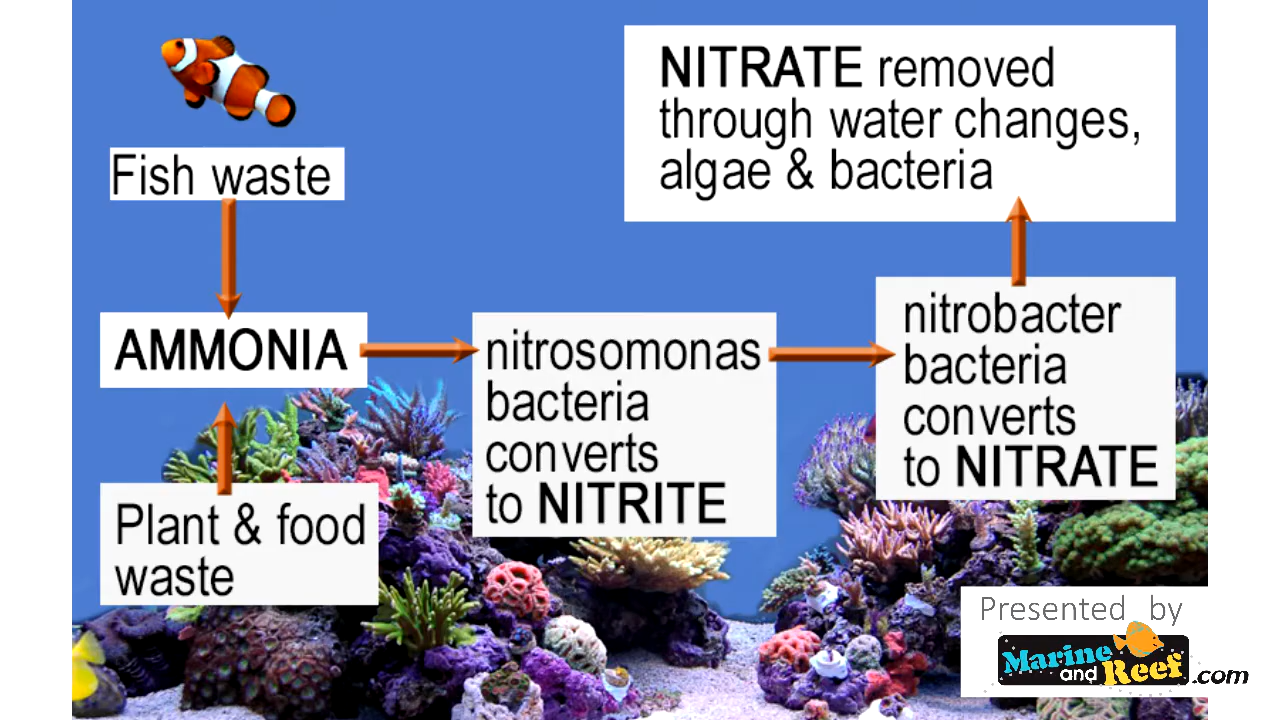 Fish waste
AMMONIA
Plant & food
waste
nitrosomonas
bacteria
converts
to NITRITE
nitrobacter
bacteria
converts
to NITRATE
NITRATE removed
through water changes,
algae & bacteria
Presented by
Marine
and Reef.com